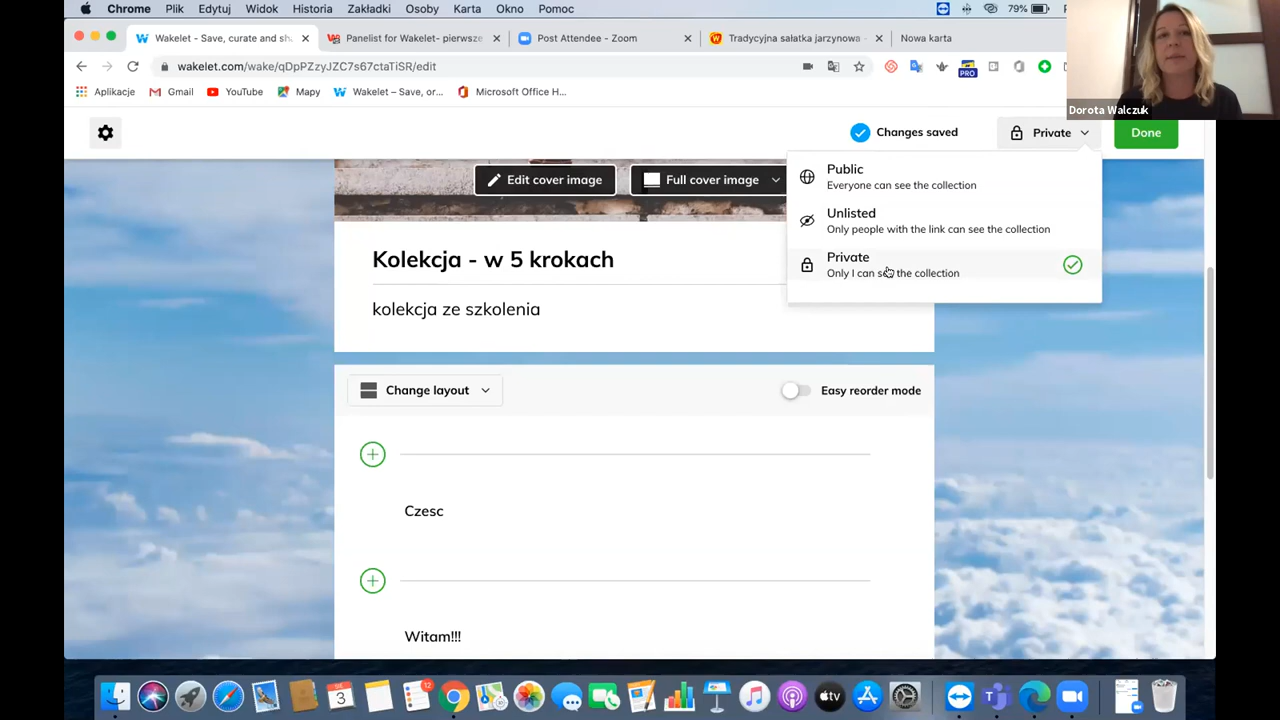 Chrome Plik Edytuj Widok Historia Zakładki Osoby Karta Okno Pomoc 79%
Wakelet - Save, curate and sh
Panelist for Wakelet- pierwsze
Post Attendee - Zoom
Tradycyjna sałatka jarzynowa -
Nowa karta
wakelet.com/wake/qDpPZzyJZC7s67ctaTiSR/edit
PRO
Aplikacje Gmail YouTube Mapy Wakelet – Save, or... Microsoft Office H...
Dorota Walczuk
Changes saved
Private
Done
Edit cover image
Full cover image
Public
Everyone can see the collection
Unlisted
Only people with the link can see the collection
Private
Only I can see the collection
Kolekcja - w 5 krokach
kolekcja ze szkolenia
Change layout
Easy reorder mode
Czesc
Witam!!!
3
12
tv